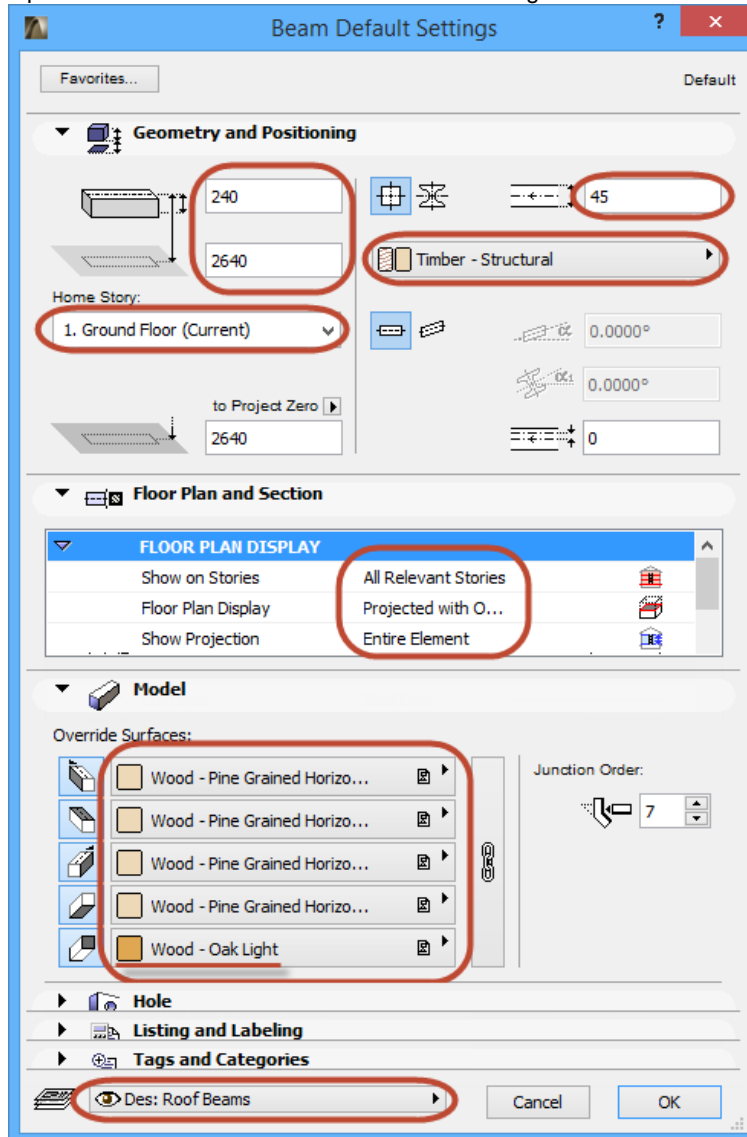 Beam Default Settings ? ×
Favorites... Default
Geometry and Positioning
240 45
2640 Timber - Structural
Home Story:
1. Ground Floor (Current)
α 0.0000°
α1 0.0000°
to Project Zero
2640 0
Floor Plan and Section
FLOOR PLAN DISPLAY
Show on Stories All Relevant Stories
Floor Plan Display Projected with O...
Show Projection Entire Element
Model
Override Surfaces:
Junction Order:
Wood - Pine Grained Horizo...
7
Wood - Pine Grained Horizo...
Wood - Pine Grained Horizo...
Wood - Pine Grained Horizo...
Wood - Oak Light
Hole
Listing and Labeling
Tags and Categories
Des: Roof Beams Cancel OK